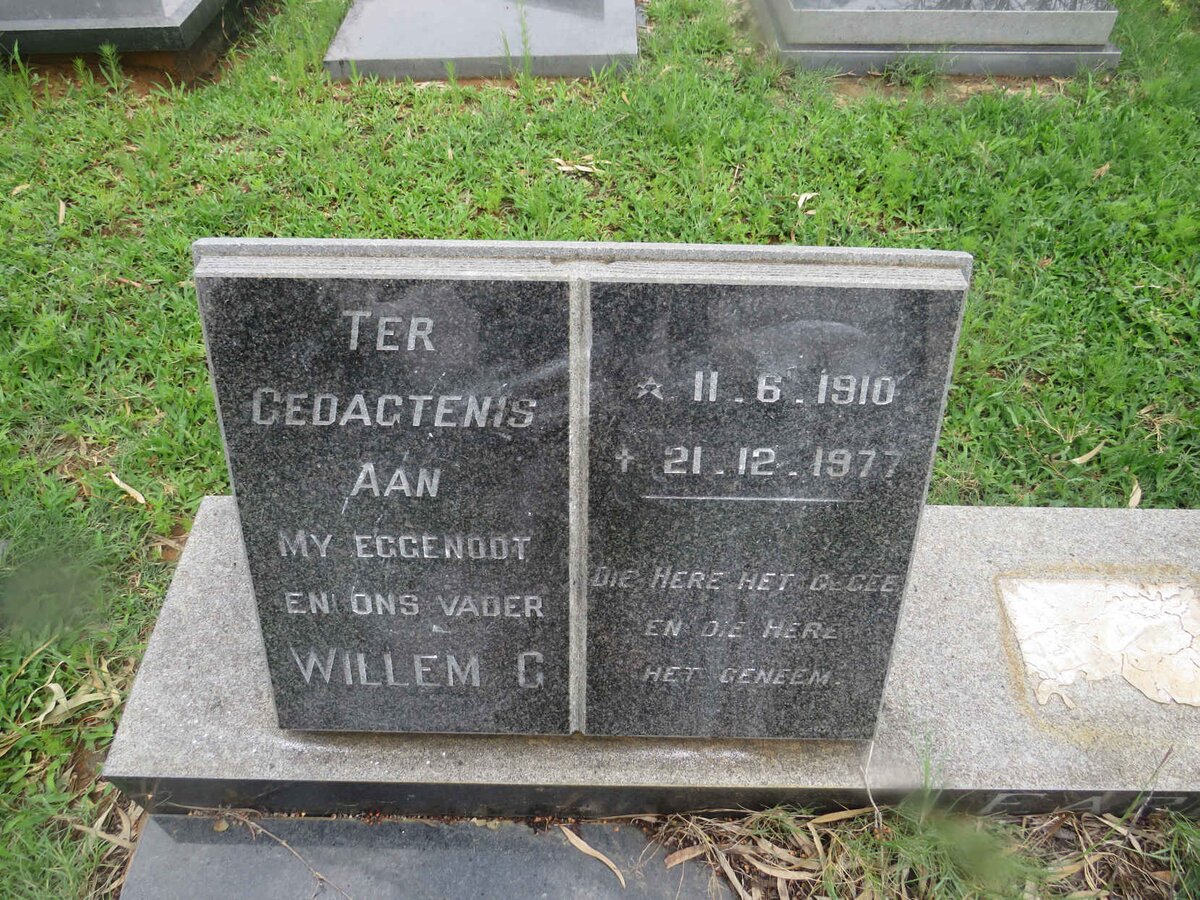 TER
GEDAGTENIS
AAN
MY EGGENOOT
EN ONS VADER
WILLEM G
☆ 11.6.1910
† 21.12.1977
DIE HERE HET GEGEE
EN DIE HERE
HET GENEEM.